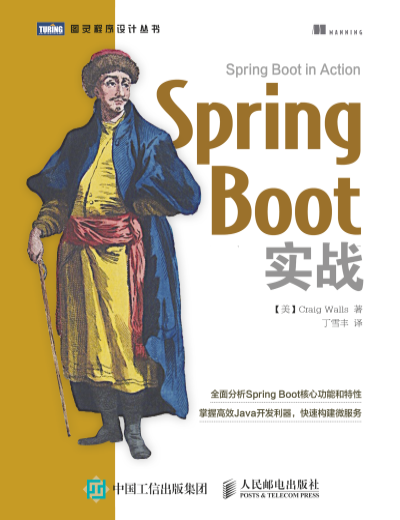 TURING 图灵程序设计丛书
MANNING
Spring Boot in Action
Spring
Boot
实战
【美】Craig Walls 著
丁雪丰 译
全面分析Spring Boot核心功能和特性
掌握高效Java开发利器，快速构建微服务
中国工信出版集团
人民邮电出版社
POSTS & TELECOM PRESS